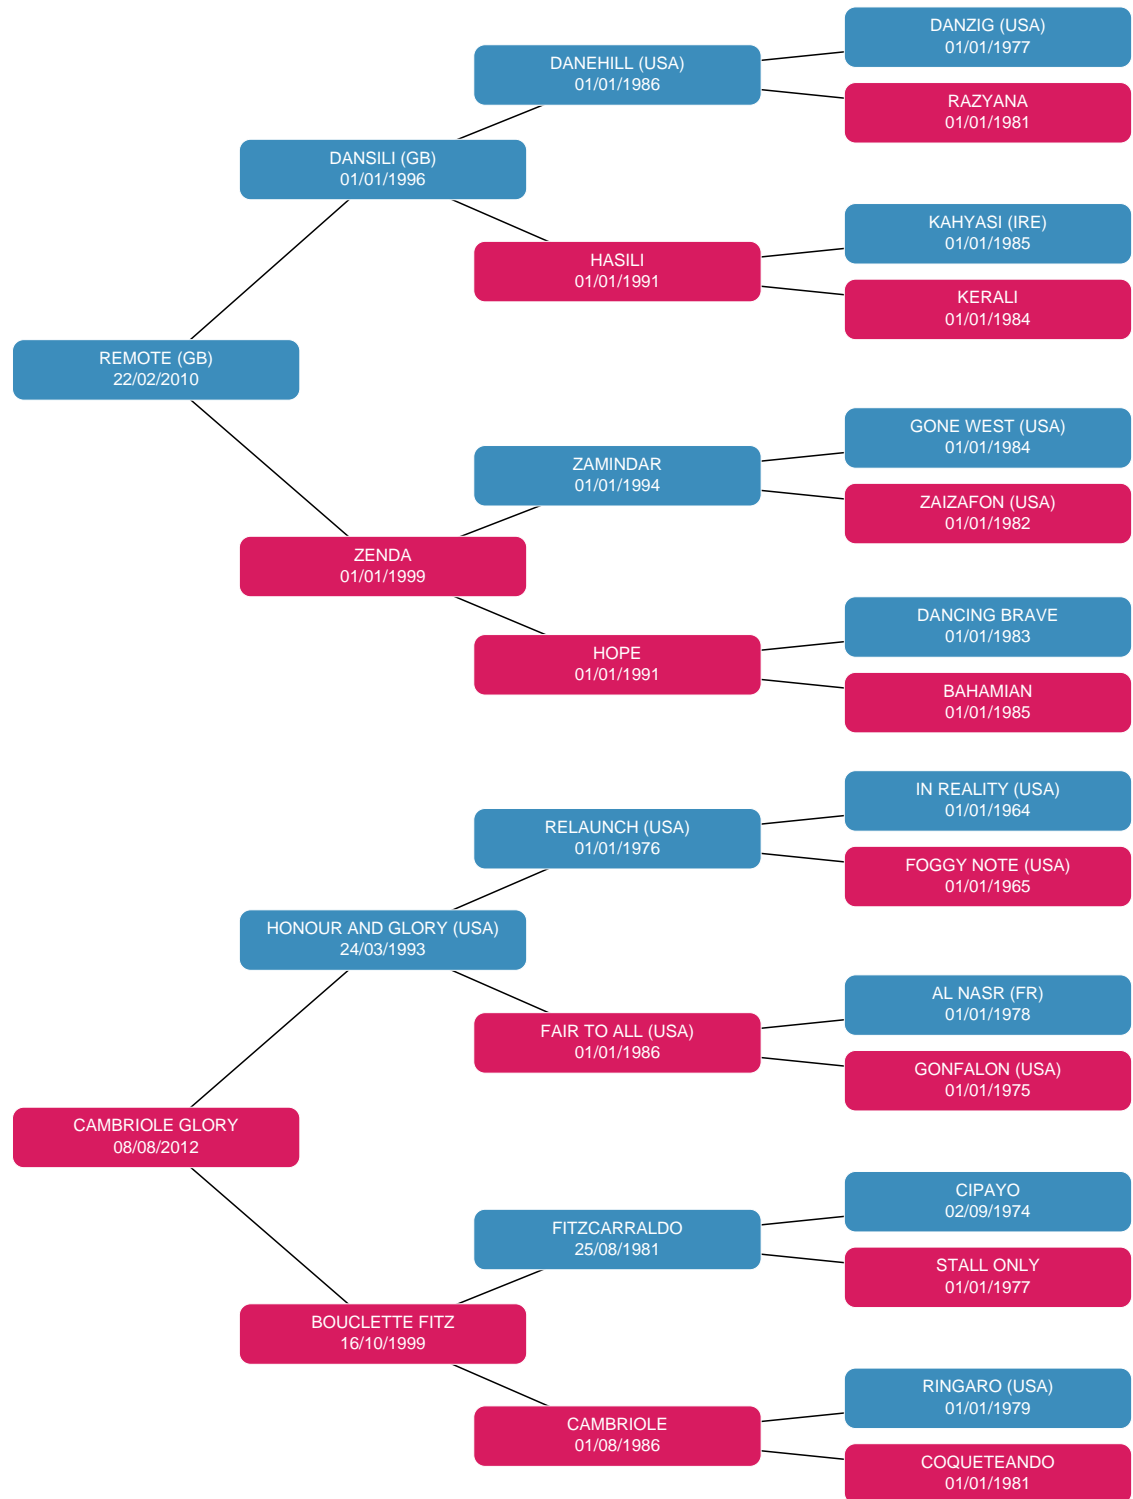 DANZIG (USA)
01/01/1977
DANEHILL (USA)
01/01/1986
RAZYANA
01/01/1981
DANSILI (GB)
01/01/1996
KAHYASI (IRE)
01/01/1985
HASILI
01/01/1991
KERALI
01/01/1984
REMOTE (GB)
22/02/2010
GONE WEST (USA)
01/01/1984
ZAMINDAR
01/01/1994
ZAIZAFON (USA)
01/01/1982
ZENDA
01/01/1999
DANCING BRAVE
01/01/1983
HOPE
01/01/1991
BAHAMIAN
01/01/1985
IN REALITY (USA)
01/01/1964
RELAUNCH (USA)
01/01/1976
FOGGY NOTE (USA)
01/01/1965
HONOUR AND GLORY (USA)
24/03/1993
AL NASR (FR)
01/01/1978
FAIR TO ALL (USA)
01/01/1986
GONFALON (USA)
01/01/1975
CAMBRIOLE GLORY
08/08/2012
CIPAYO
02/09/1974
FITZCARRALDO
25/08/1981
STALL ONLY
01/01/1977
BOUCLETTE FITZ
16/10/1999
RINGARO (USA)
01/01/1979
CAMBRIOLE
01/08/1986
COQUETEANDO
01/01/1981